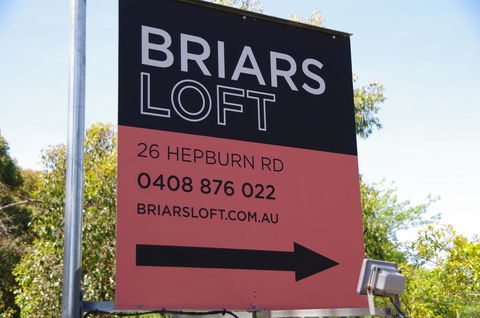 BRIARS
LOFT
26 HEPBURN RD
0408 876 022
BRIARSLOFT.COM.AU